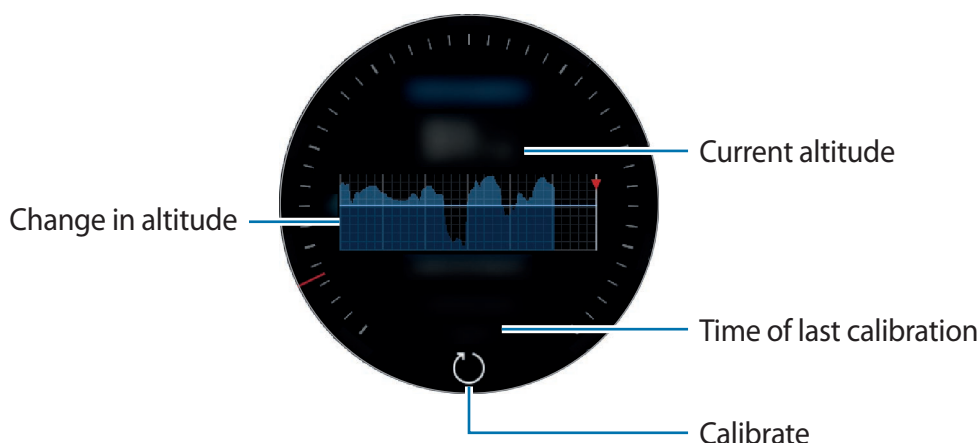 Current altitude
Change in altitude
Time of last calibration
Calibrate